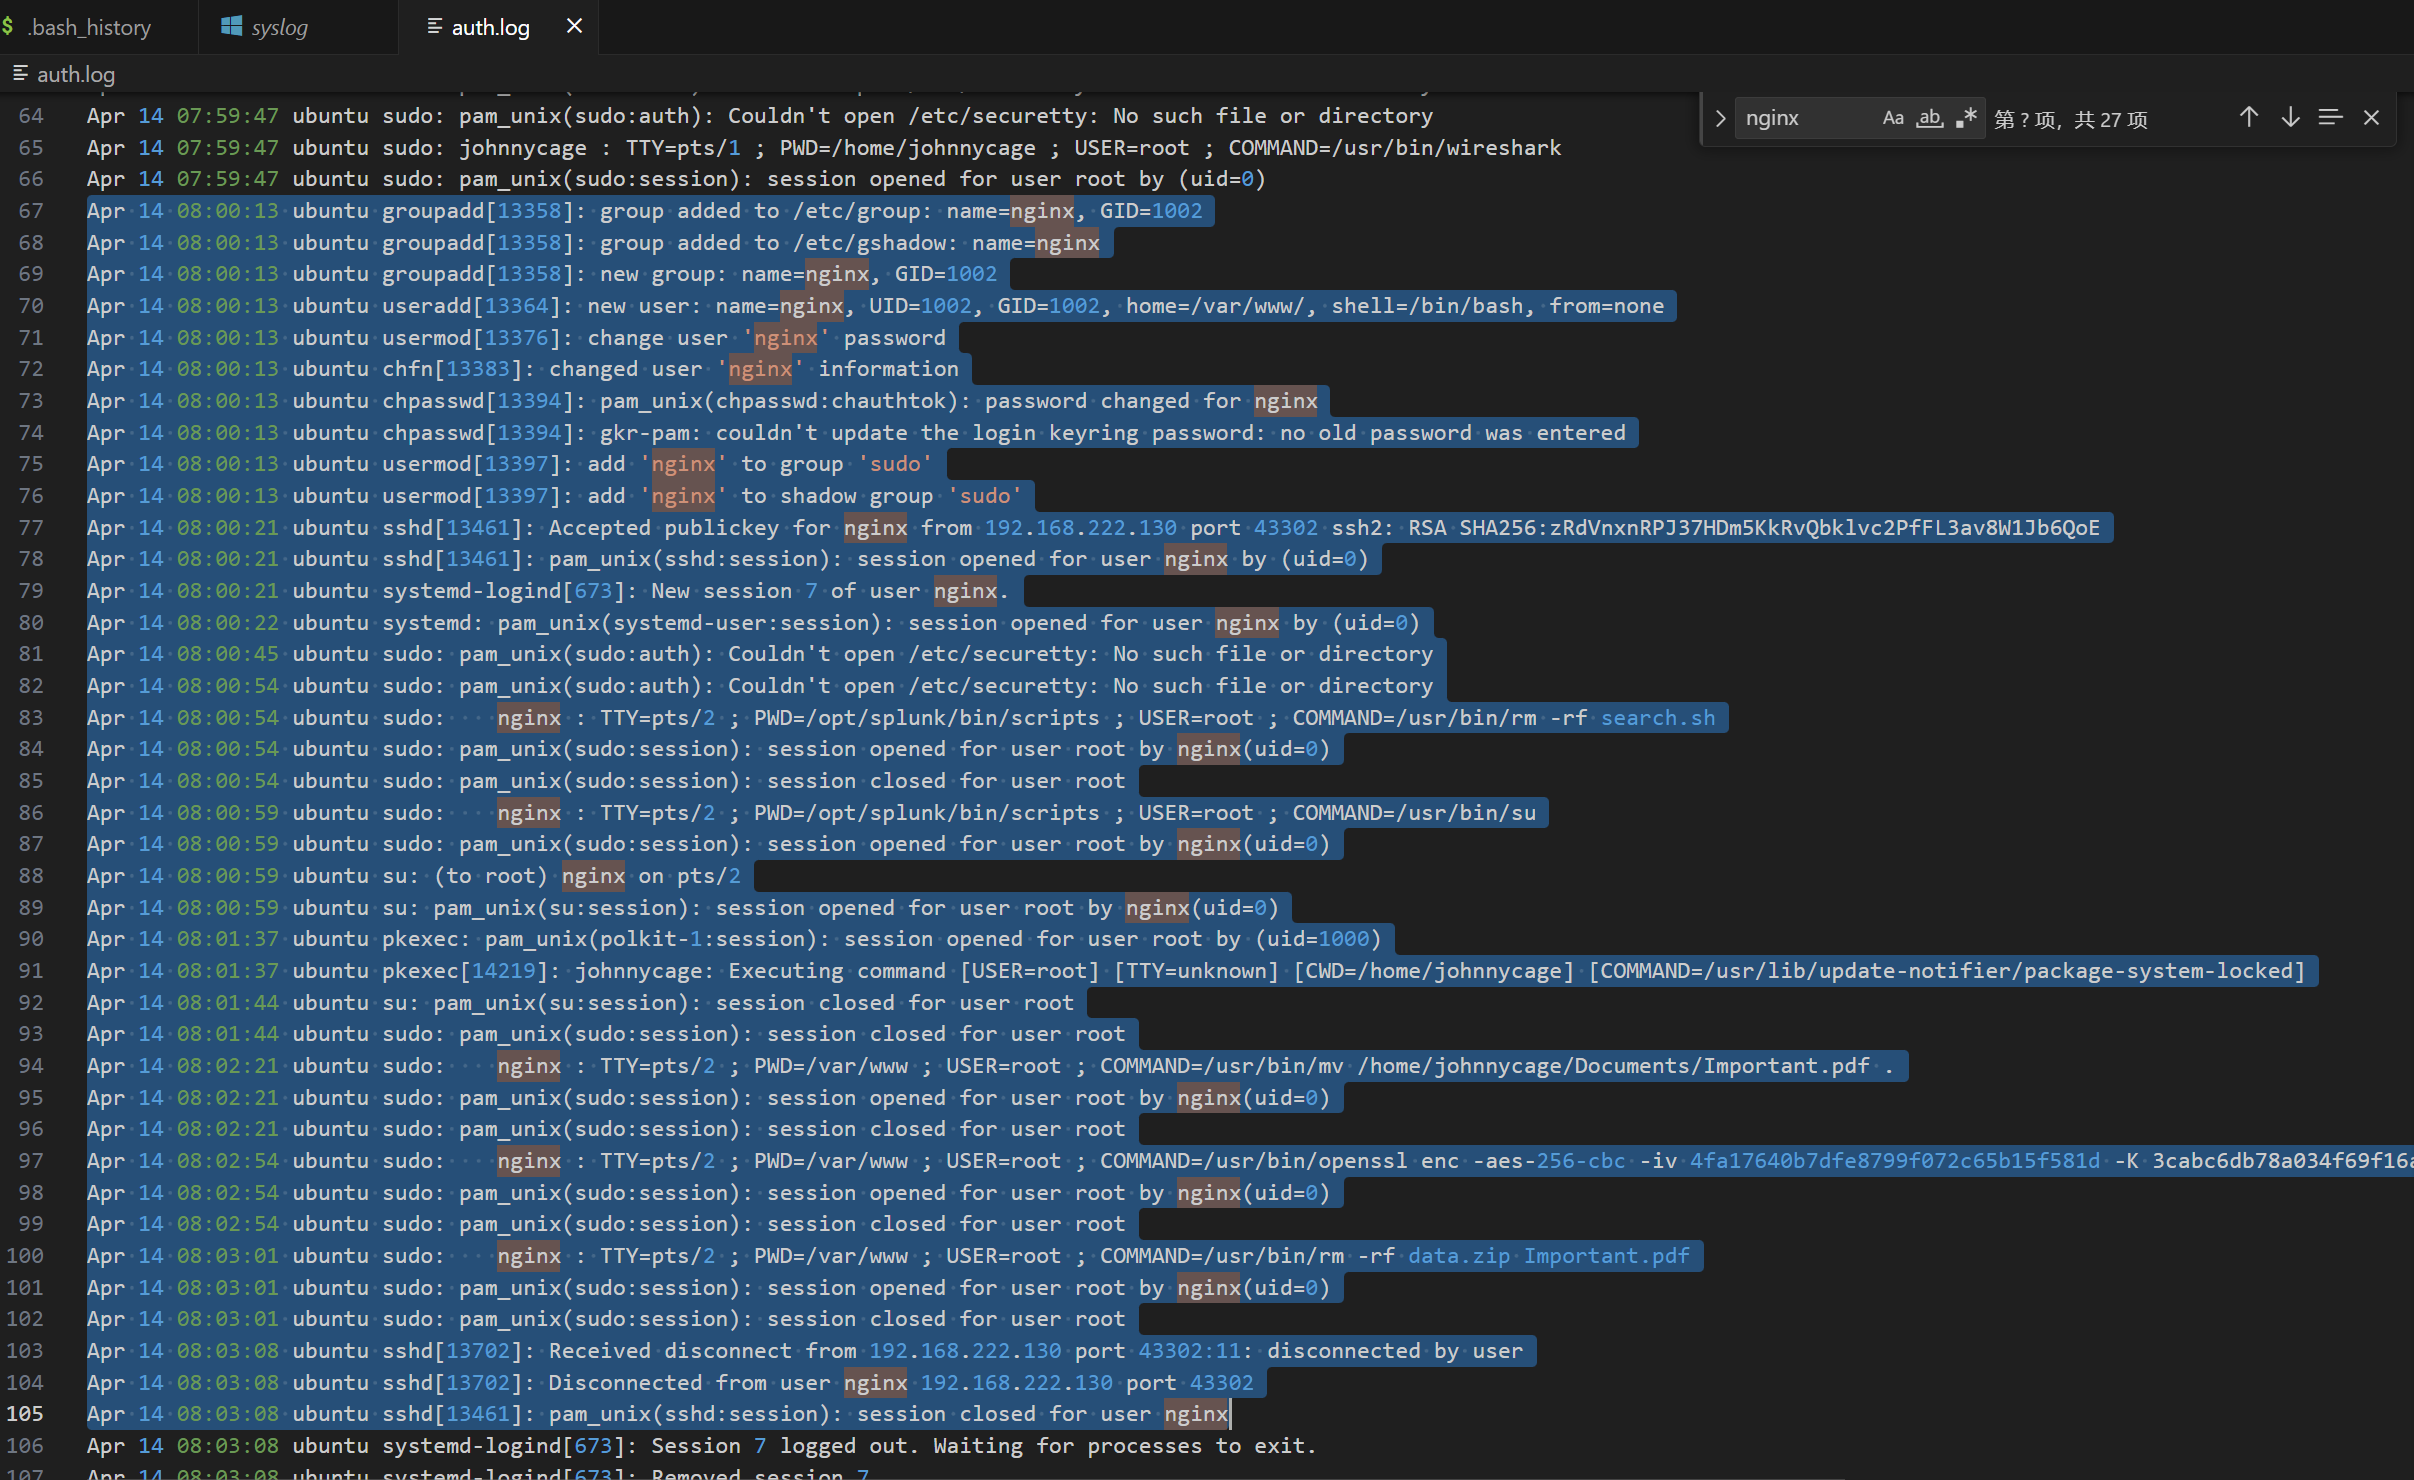 $ .bash_history
syslog
auth.log
auth.log
nginx Aa ab .* 第 ? 项，共 27 项
64 Apr 14 07:59:47 ubuntu sudo: pam_unix(sudo:auth): Couldn't open /etc/securetty: No such file or directory
65 Apr 14 07:59:47 ubuntu sudo: johnnycage : TTY=pts/1 ; PWD=/home/johnnycage ; USER=root ; COMMAND=/usr/bin/wireshark
66 Apr 14 07:59:47 ubuntu sudo: pam_unix(sudo:session): session opened for user root by (uid=0)
67 Apr 14 08:00:13 ubuntu groupadd[13358]: group added to /etc/group: name=nginx, GID=1002
68 Apr 14 08:00:13 ubuntu groupadd[13358]: group added to /etc/gshadow: name=nginx
69 Apr 14 08:00:13 ubuntu groupadd[13358]: new group: name=nginx, GID=1002
70 Apr 14 08:00:13 ubuntu useradd[13364]: new user: name=nginx, UID=1002, GID=1002, home=/var/www/, shell=/bin/bash, from=none
71 Apr 14 08:00:13 ubuntu usermod[13376]: change user 'nginx' password
72 Apr 14 08:00:13 ubuntu chfn[13383]: changed user 'nginx' information
73 Apr 14 08:00:13 ubuntu chpasswd[13394]: pam_unix(chpasswd:chauthtok): password changed for nginx
74 Apr 14 08:00:13 ubuntu chpasswd[13394]: gkr-pam: couldn't update the login keyring password: no old password was entered
75 Apr 14 08:00:13 ubuntu usermod[13397]: add 'nginx' to group 'sudo'
76 Apr 14 08:00:13 ubuntu usermod[13397]: add 'nginx' to shadow group 'sudo'
77 Apr 14 08:00:21 ubuntu sshd[13461]: Accepted publickey for nginx from 192.168.222.130 port 43302 ssh2: RSA SHA256:zRdVnxnRPJ37HDm5KkRvQbklvc2PfFL3av8W1Jb6QoE
78 Apr 14 08:00:21 ubuntu sshd[13461]: pam_unix(sshd:session): session opened for user nginx by (uid=0)
79 Apr 14 08:00:21 ubuntu systemd-logind[673]: New session 7 of user nginx.
80 Apr 14 08:00:22 ubuntu systemd: pam_unix(systemd-user:session): session opened for user nginx by (uid=0)
81 Apr 14 08:00:45 ubuntu sudo: pam_unix(sudo:auth): Couldn't open /etc/securetty: No such file or directory
82 Apr 14 08:00:54 ubuntu sudo: pam_unix(sudo:auth): Couldn't open /etc/securetty: No such file or directory
83 Apr 14 08:00:54 ubuntu sudo:    nginx : TTY=pts/2 ; PWD=/opt/splunk/bin/scripts ; USER=root ; COMMAND=/usr/bin/rm -rf search.sh
84 Apr 14 08:00:54 ubuntu sudo: pam_unix(sudo:session): session opened for user root by nginx(uid=0)
85 Apr 14 08:00:54 ubuntu sudo: pam_unix(sudo:session): session closed for user root
86 Apr 14 08:00:59 ubuntu sudo:    nginx : TTY=pts/2 ; PWD=/opt/splunk/bin/scripts ; USER=root ; COMMAND=/usr/bin/su
87 Apr 14 08:00:59 ubuntu sudo: pam_unix(sudo:session): session opened for user root by nginx(uid=0)
88 Apr 14 08:00:59 ubuntu su: (to root) nginx on pts/2
89 Apr 14 08:00:59 ubuntu su: pam_unix(su:session): session opened for user root by nginx(uid=0)
90 Apr 14 08:01:37 ubuntu pkexec: pam_unix(polkit-1:session): session opened for user root by (uid=1000)
91 Apr 14 08:01:37 ubuntu pkexec[14219]: johnnycage: Executing command [USER=root] [TTY=unknown] [CWD=/home/johnnycage] [COMMAND=/usr/lib/update-notifier/package-system-locked]
92 Apr 14 08:01:44 ubuntu su: pam_unix(su:session): session closed for user root
93 Apr 14 08:01:44 ubuntu sudo: pam_unix(sudo:session): session closed for user root
94 Apr 14 08:02:21 ubuntu sudo:    nginx : TTY=pts/2 ; PWD=/var/www ; USER=root ; COMMAND=/usr/bin/mv /home/johnnycage/Documents/Important.pdf .
95 Apr 14 08:02:21 ubuntu sudo: pam_unix(sudo:session): session opened for user root by nginx(uid=0)
96 Apr 14 08:02:21 ubuntu sudo: pam_unix(sudo:session): session closed for user root
97 Apr 14 08:02:54 ubuntu sudo:    nginx : TTY=pts/2 ; PWD=/var/www ; USER=root ; COMMAND=/usr/bin/openssl enc -aes-256-cbc -iv 4fa17640b7dfe8799f072c65b15f581d -K 3cabc6db78a034f69f16a
98 Apr 14 08:02:54 ubuntu sudo: pam_unix(sudo:session): session opened for user root by nginx(uid=0)
99 Apr 14 08:02:54 ubuntu sudo: pam_unix(sudo:session): session closed for user root
100 Apr 14 08:03:01 ubuntu sudo:    nginx : TTY=pts/2 ; PWD=/var/www ; USER=root ; COMMAND=/usr/bin/rm -rf data.zip Important.pdf
101 Apr 14 08:03:01 ubuntu sudo: pam_unix(sudo:session): session opened for user root by nginx(uid=0)
102 Apr 14 08:03:01 ubuntu sudo: pam_unix(sudo:session): session closed for user root
103 Apr 14 08:03:08 ubuntu sshd[13702]: Received disconnect from 192.168.222.130 port 43302:11: disconnected by user
104 Apr 14 08:03:08 ubuntu sshd[13702]: Disconnected from user nginx 192.168.222.130 port 43302
105 Apr 14 08:03:08 ubuntu sshd[13461]: pam_unix(sshd:session): session closed for user nginx
106 Apr 14 08:03:08 ubuntu systemd-logind[673]: Session 7 logged out. Waiting for processes to exit.
107 Apr 14 08:03:08 ubuntu systemd-logind[673]: Removed session 7